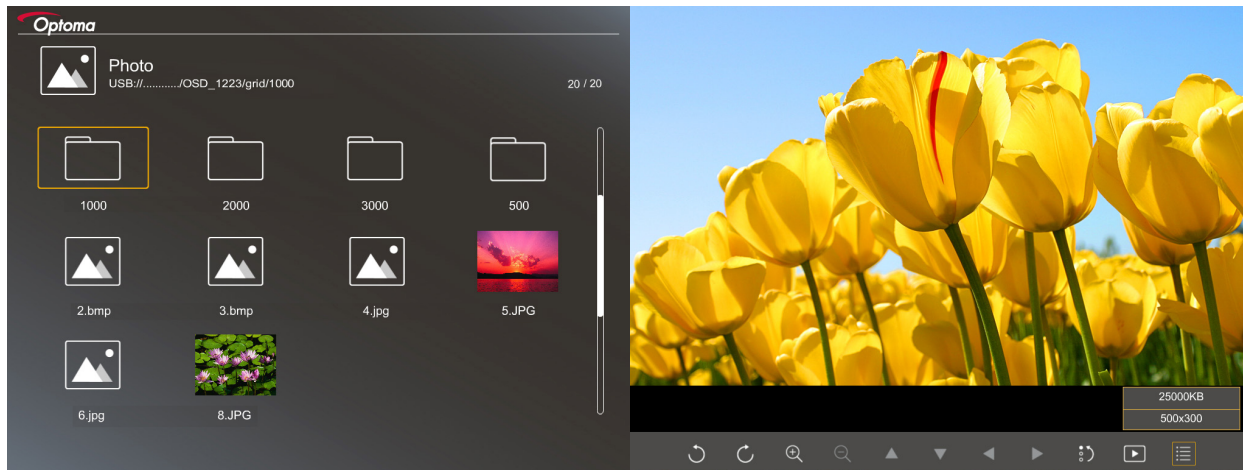 Optoma
Photo
USB://.........../OSD_1223/grid/1000
20 / 20
1000
2000
3000
500
2.bmp
3.bmp
4.jpg
5.JPG
6.jpg
8.JPG
25000KB
500x300